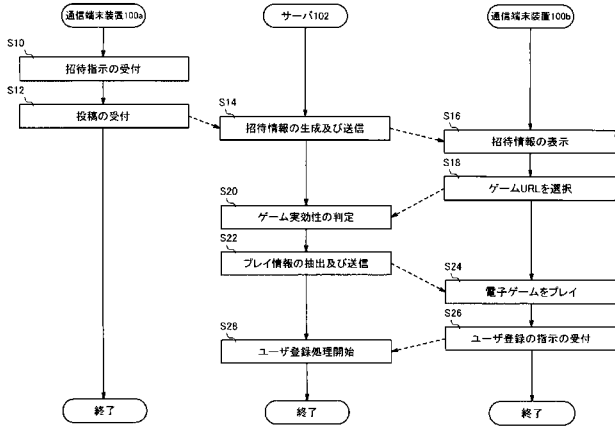 通信端末装置100a
サーバ102
通信端末装置100b
S10
招待指示の受付
S12
投稿の受付
S14
招待情報の生成及び送信
S16
招待情報の表示
S18
ゲームURLを選択
S20
ゲーム実効性の判定
S22
プレイ情報の抽出及び送信
S24
電子ゲームをプレイ
S26
ユーザ登録の指示の受付
S28
ユーザ登録処理開始
終了
終了
終了